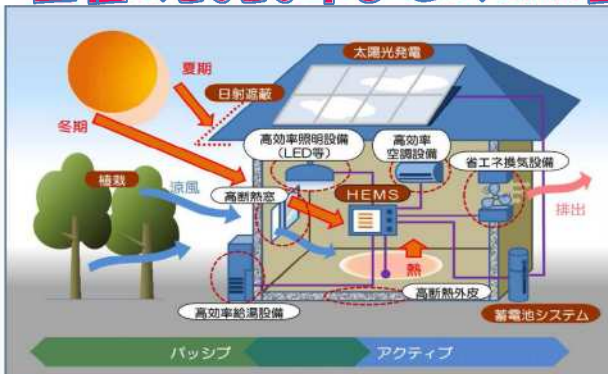 太陽光発電
夏期
日射遮蔽
冬期
高効率照明設備
(LED等)
高効率
空調設備
省エネ換気設備
植栽
涼風
高断熱窓
HEMS
排出
熱
高断熱外皮
高効率給湯設備
蓄電池システム
パッシブ
アクティブ